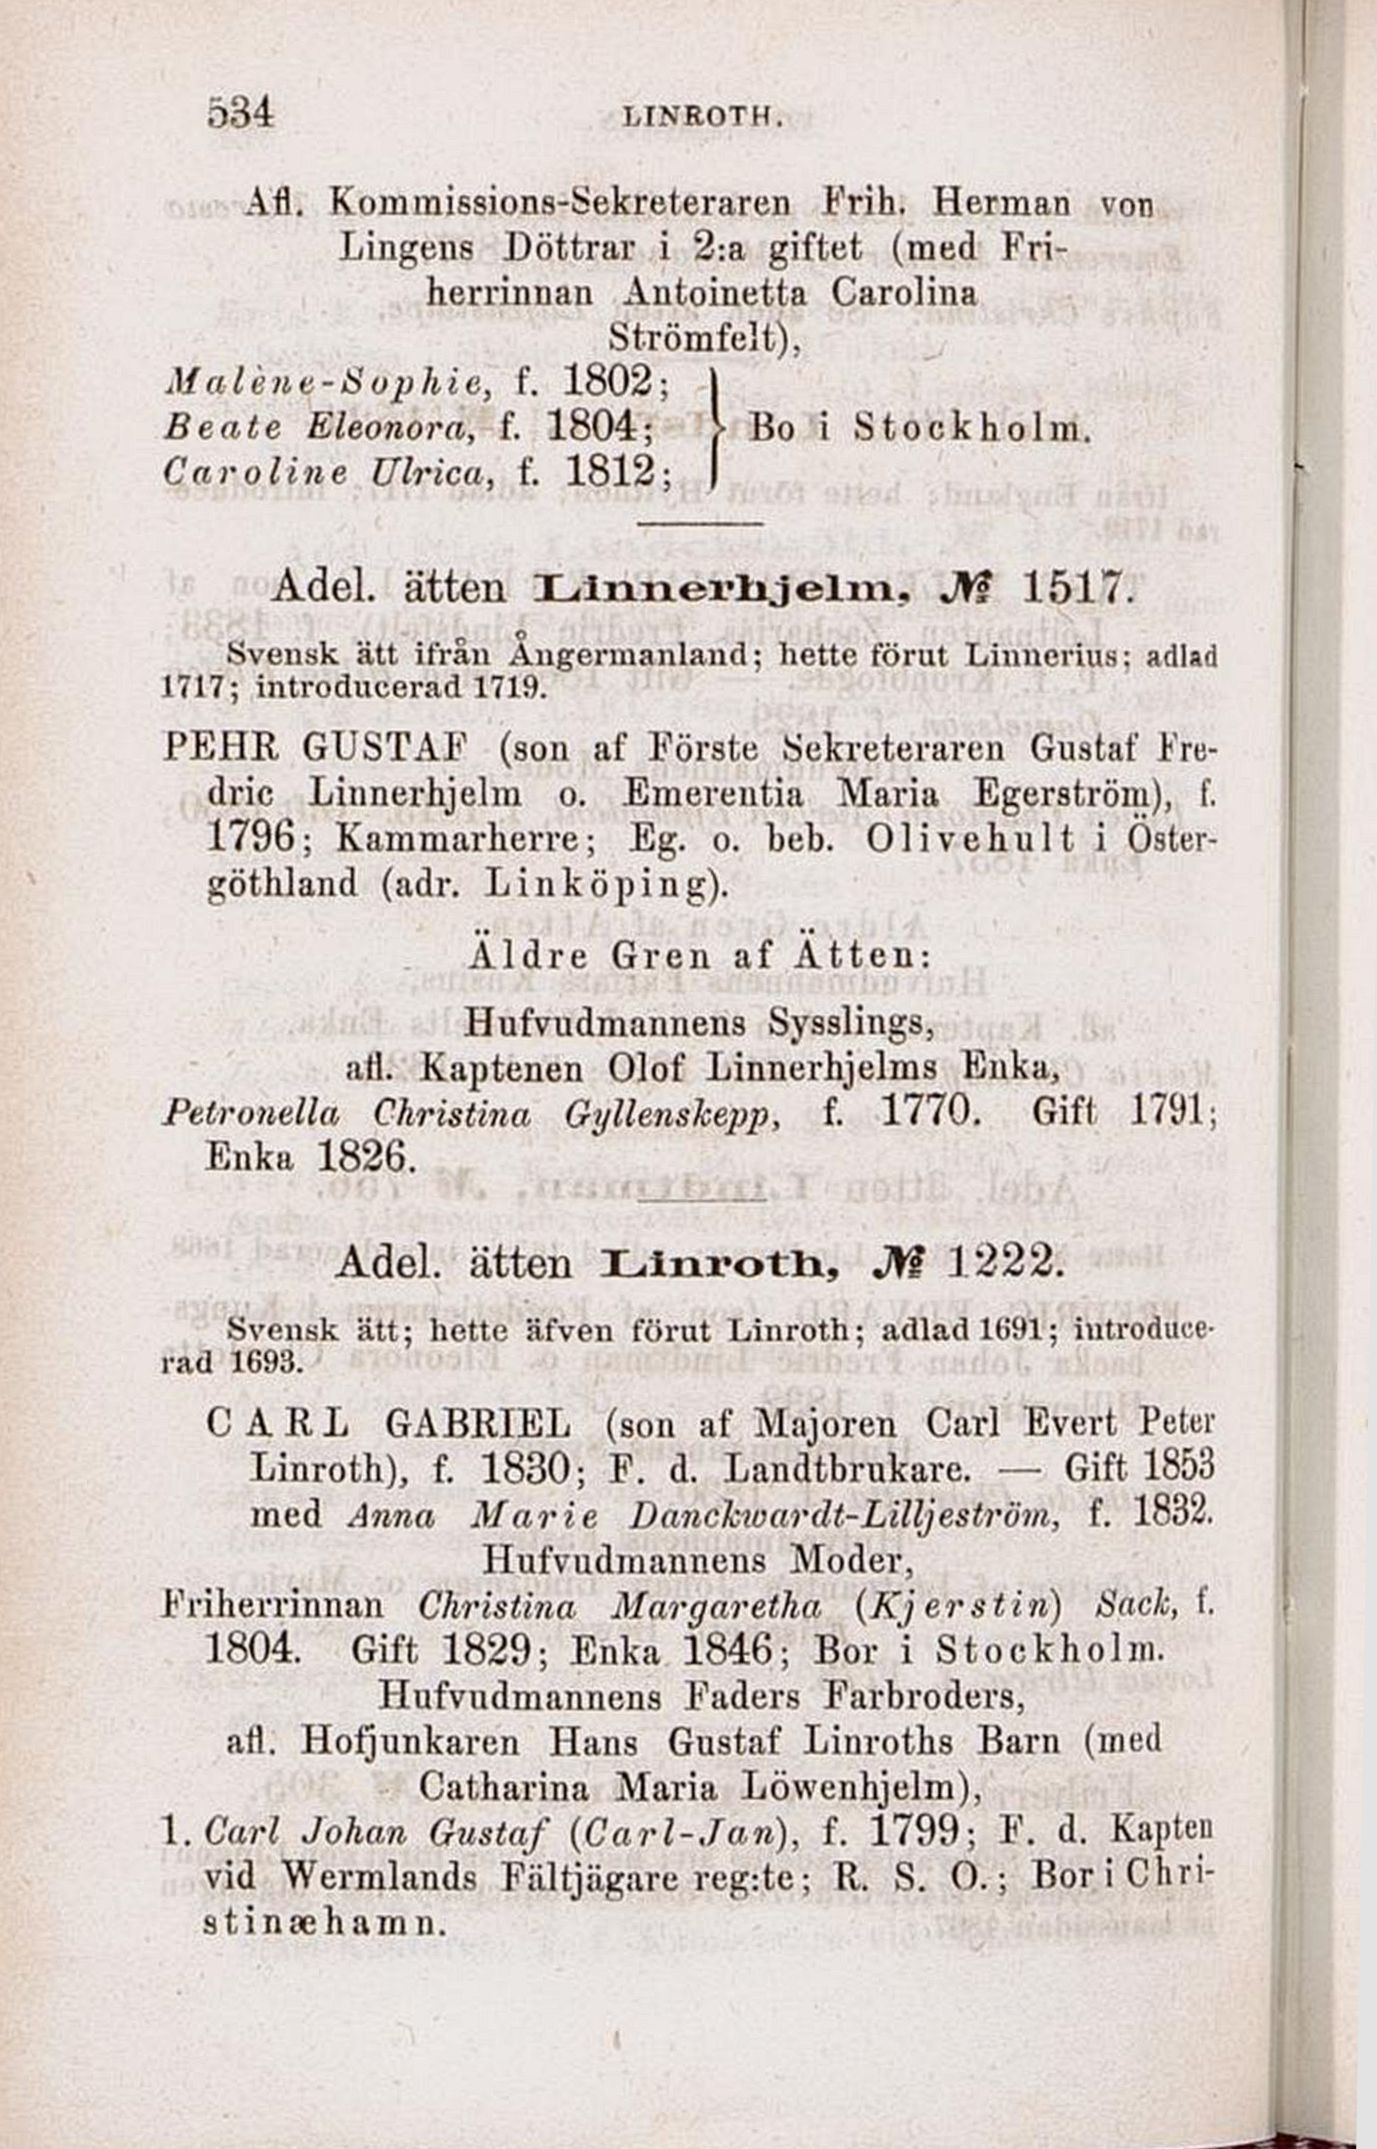 534 LINROTH.
Afl. Kommissions-Sekreteraren Frih. Herman von
Lingens Döttrar i 2:a giftet (med Fri-
herrinnan Antoinetta Carolina
Strömfelt),
Malène-Sophie, f. 1802;
Beate Eleonora, f. 1804; } Bo i Stockholm.
Caroline Ulrica, f. 1812;
Adel. ätten Linnerhjelm, № 1517.
Svensk ätt ifrån Ångermanland; hette förut Linnerius; adlad
1717; introducerad 1719.
PEHR GUSTAF (son af Förste Sekreteraren Gustaf Fre-
dric Linnerhjelm o. Emerentia Maria Egerström), f.
1796; Kammarherre; Eg. o. beb. Olivehult i Öster-
göthland (adr. Linköping).
Äldre Gren af Ätten:
Hufvudmannens Sysslings,
afl. Kaptenen Olof Linnerhjelms Enka,
Petronella Christina Gyllenskepp, f. 1770. Gift 1791;
Enka 1826.
Adel. ätten Linroth, № 1222.
Svensk ätt; hette äfven förut Linroth; adlad 1691; introduce-
rad 1693.
CARL GABRIEL (son af Majoren Carl Evert Peter
Linroth), f. 1830; F. d. Landtbrukare. — Gift 1853
med Anna Marie Danckwardt-Lilljeström, f. 1832.
Hufvudmannens Moder,
Friherrinnan Christina Margaretha (Kjerstin) Sack, f.
1804. Gift 1829; Enka 1846; Bor i Stockholm.
Hufvudmannens Faders Farbroders,
afl. Hofjunkaren Hans Gustaf Linroths Barn (med
Catharina Maria Löwenhjelm),
1. Carl Johan Gustaf (Carl-Jan), f. 1799; F. d. Kapten
vid Wermlands Fältjägare reg:te; R. S. O.; Bor i Chri-
stinæhamn.